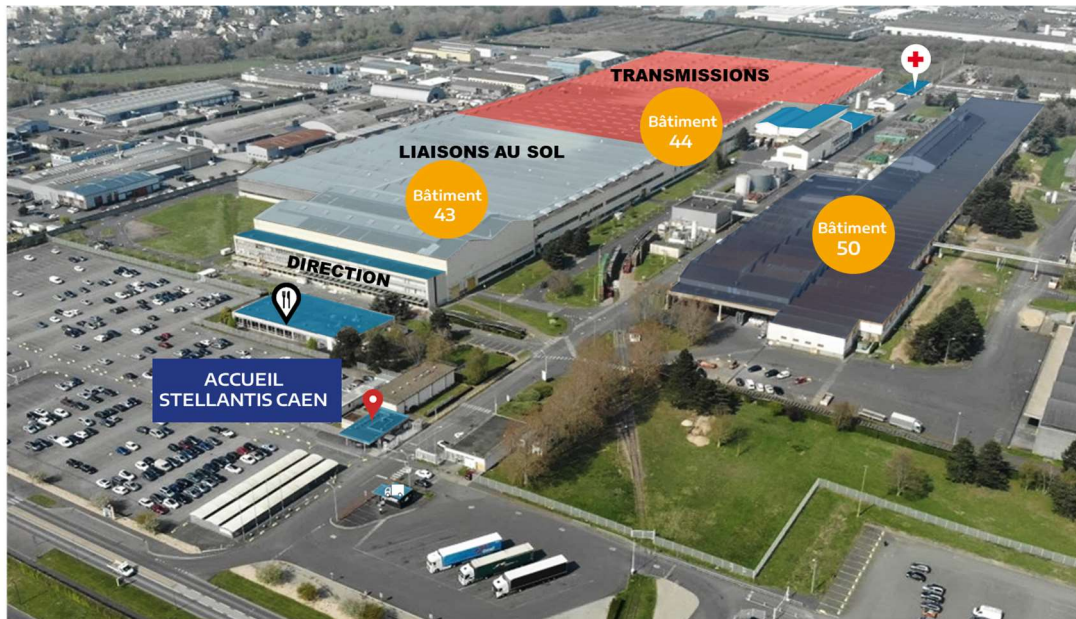 TRANSMISSIONS
Bâtiment
44
LIAISONS AU SOL
Bâtiment
43
Bâtiment
50
DIRECTION
ACCUEIL
STELLANTIS CAEN